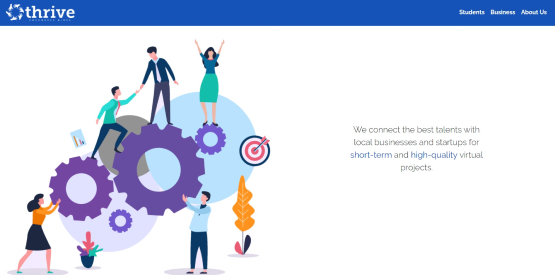 thrive
Students Business About Us
We connect the best talents with
local businesses and startups for
short-term and high-quality virtual
projects